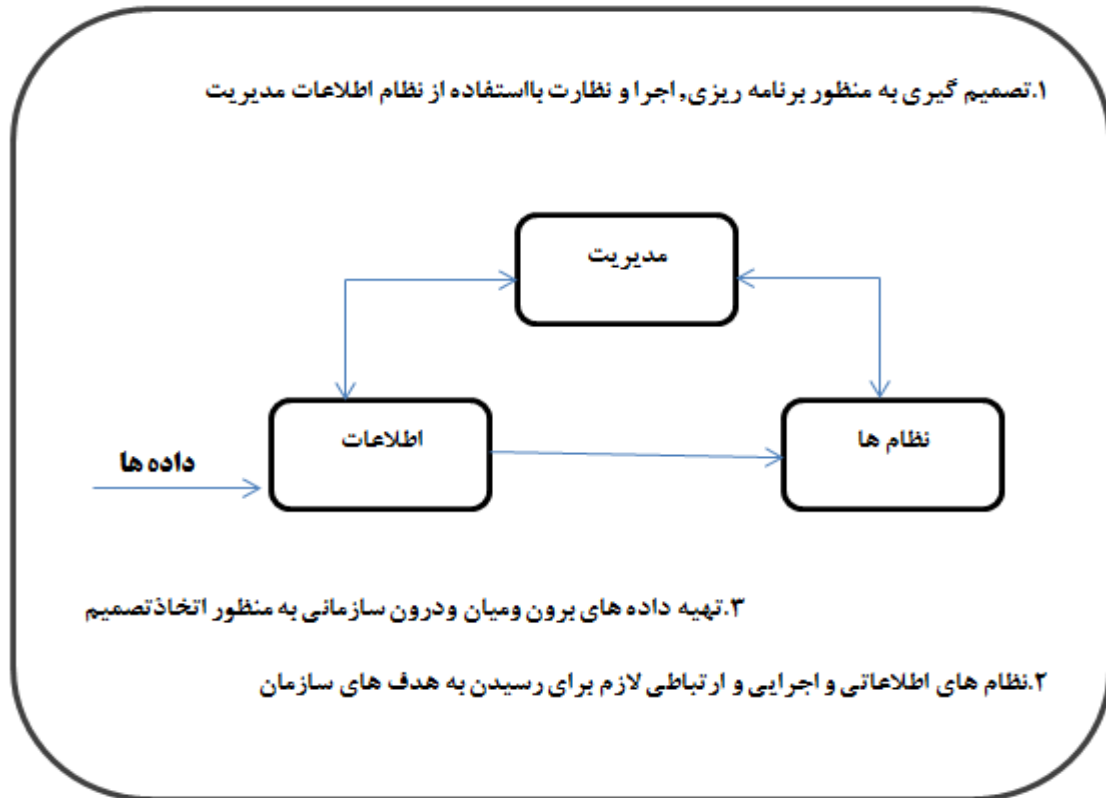 ۱.تصمیم گیری به منظور برنامه ریزی, اجرا و نظارت بااستفاده از نظام اطلاعات مدیریت
مدیریت
نظام ها
اطلاعات
داده ها
۳.تهیه داده های برون ومیان ودرون سازمانی به منظور اتخاذتصمیم
۲.نظام های اطلاعاتی و اجرایی و ارتباطی لازم برای رسیدن به هدف های سازمان